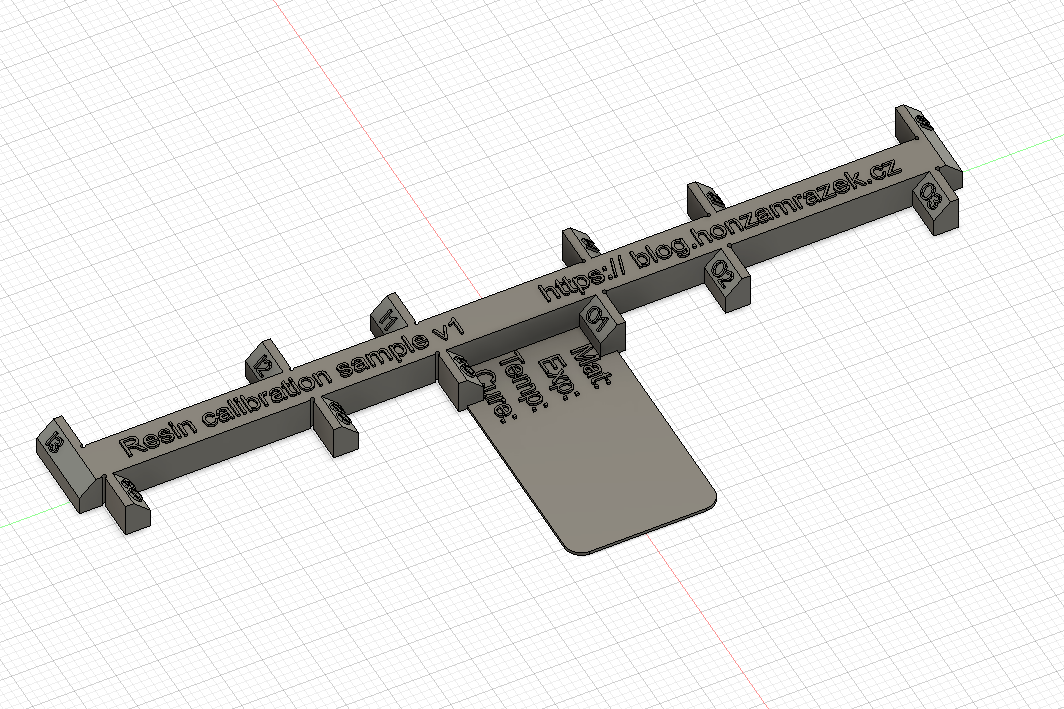 Resin calibration sample v1
https:// blog.honzamrazek.cz
Mat.:
Exp.:
Temp.:
Cure.:
I3
I2
I1
O1
O2
O3